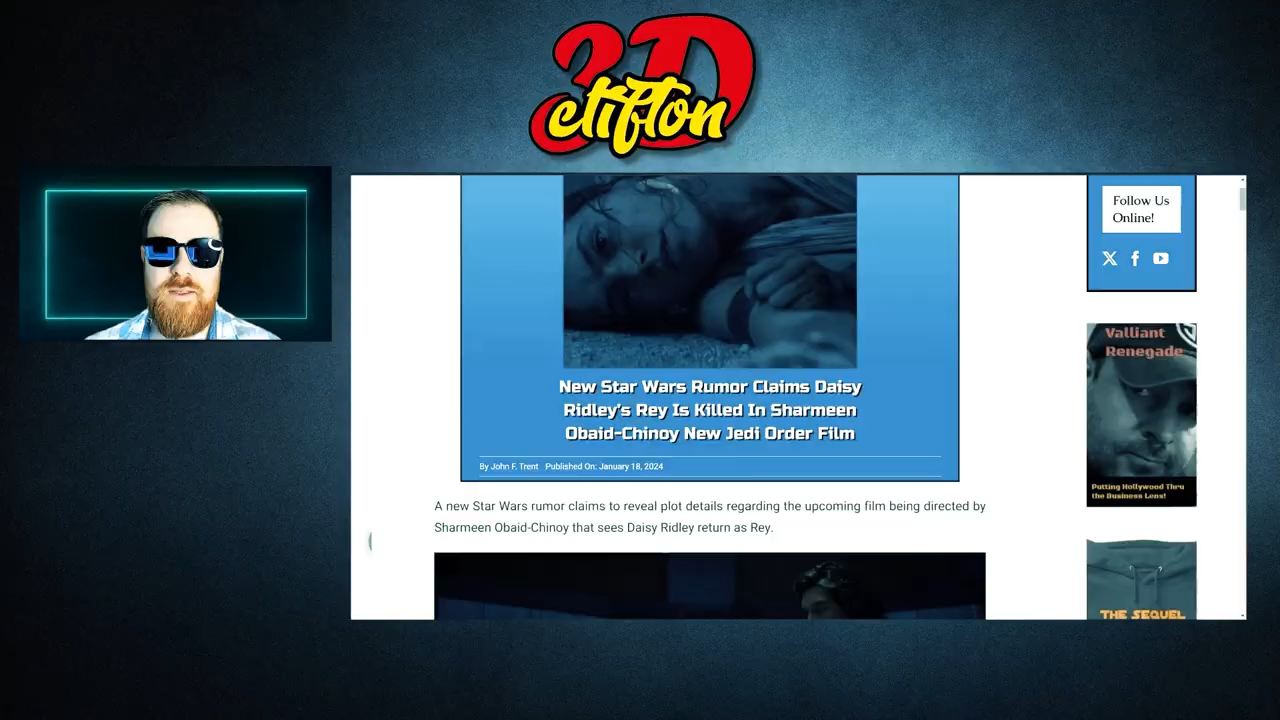 3D
clifton
New Star Wars Rumor Claims Daisy
Ridley's Rey Is Killed In Sharmeen
Obaid-Chinoy New Jedi Order Film
By John F. Trent Published On: January 18, 2024
A new Star Wars rumor claims to reveal plot details regarding the upcoming film being directed by
Sharmeen Obaid-Chinoy that sees Daisy Ridley return as Rey.
Follow Us
Online!
Valliant
Renegade
Putting Hollywood Thru
the Business Lens!
THE SEQUEL